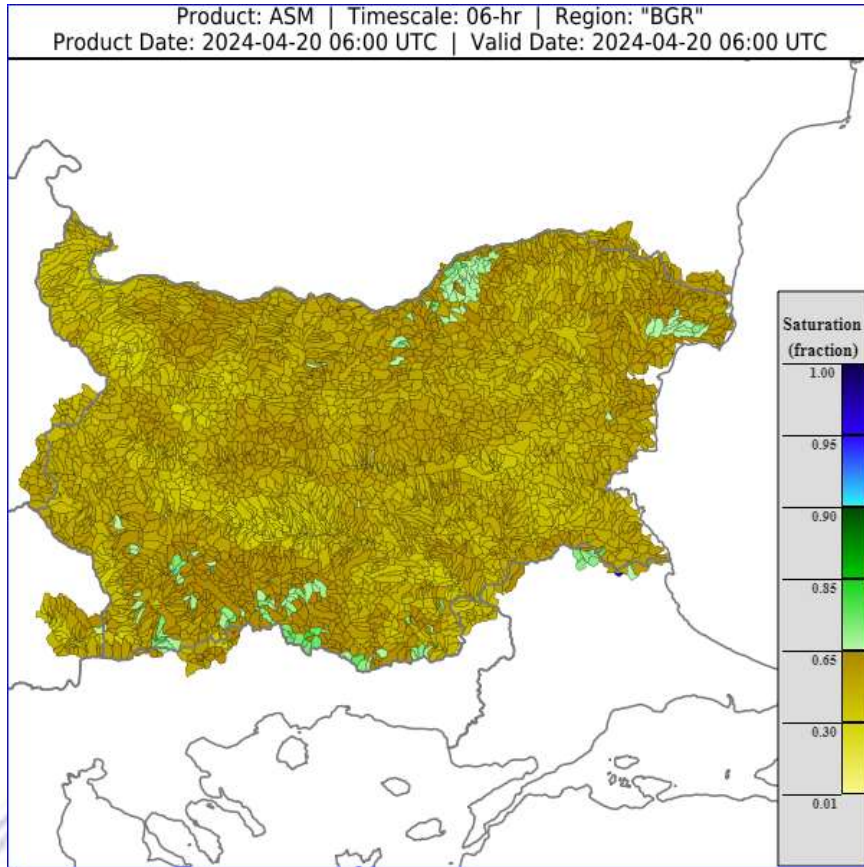 Product: ASM | Timescale: 06-hr | Region: "BGR"
Product Date: 2024-04-20 06:00 UTC | Valid Date: 2024-04-20 06:00 UTC
Saturation
(fraction)
1.00
0.95
0.90
0.85
0.65
0.30
0.01